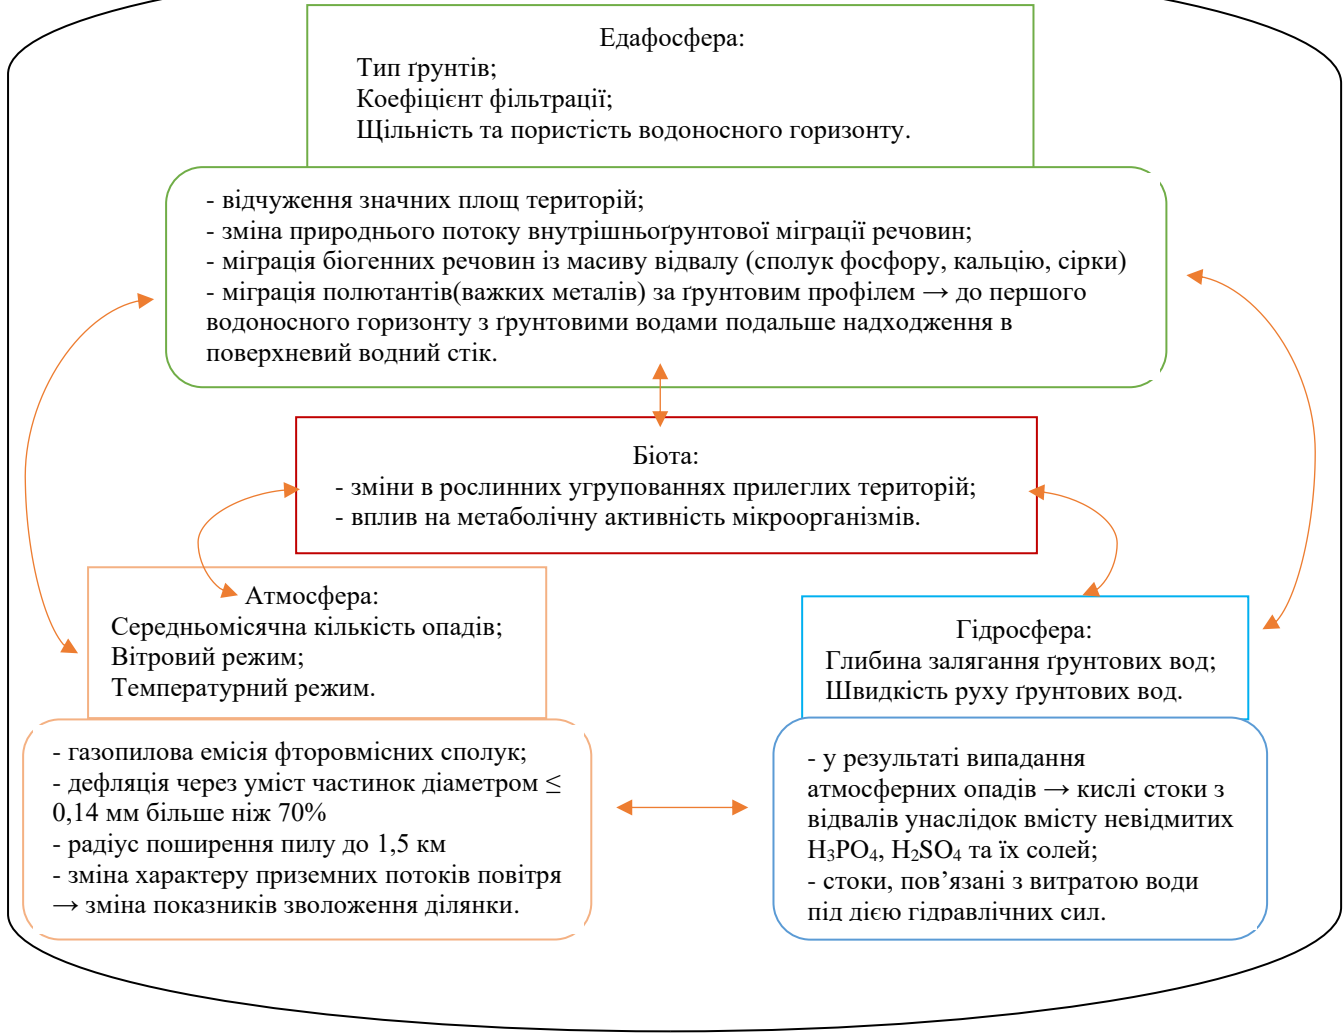 Едафосфера:
Тип ґрунтів;
Коефіцієнт фільтрації;
Щільність та пористість водоносного горизонту.
- відчуження значних площ територій;
- зміна природнього потоку внутрішньоґрунтової міграції речовин;
- міграція біогенних речовин із масиву відвалу (сполук фосфору, кальцію, сірки)
- міграція полютантів(важких металів) за ґрунтовим профілем → до першого
водоносного горизонту з ґрунтовими водами подальше надходження в
поверхневий водний стік.
Біота:
- зміни в рослинних угрупованнях прилеглих територій;
- вплив на метаболічну активність мікроорганізмів.
Атмосфера:
Середньомісячна кількість опадів;
Вітровий режим;
Температурний режим.
- газопилова емісія фторовмісних сполук;
- дефляція через уміст частинок діаметром ≤
0,14 мм більше ніж 70%
- радіус поширення пилу до 1,5 км
- зміна характеру приземних потоків повітря
→ зміна показників зволоження ділянки.
Гідросфера:
Глибина залягання ґрунтових вод;
Швидкість руху ґрунтових вод.
- у результаті випадання
атмосферних опадів → кислі стоки з
відвалів унаслідок вмісту невідмитих
H₃PO₄, H₂SO₄ та їх солей;
- стоки, пов’язані з витратою води
під дією гідравлічних сил.